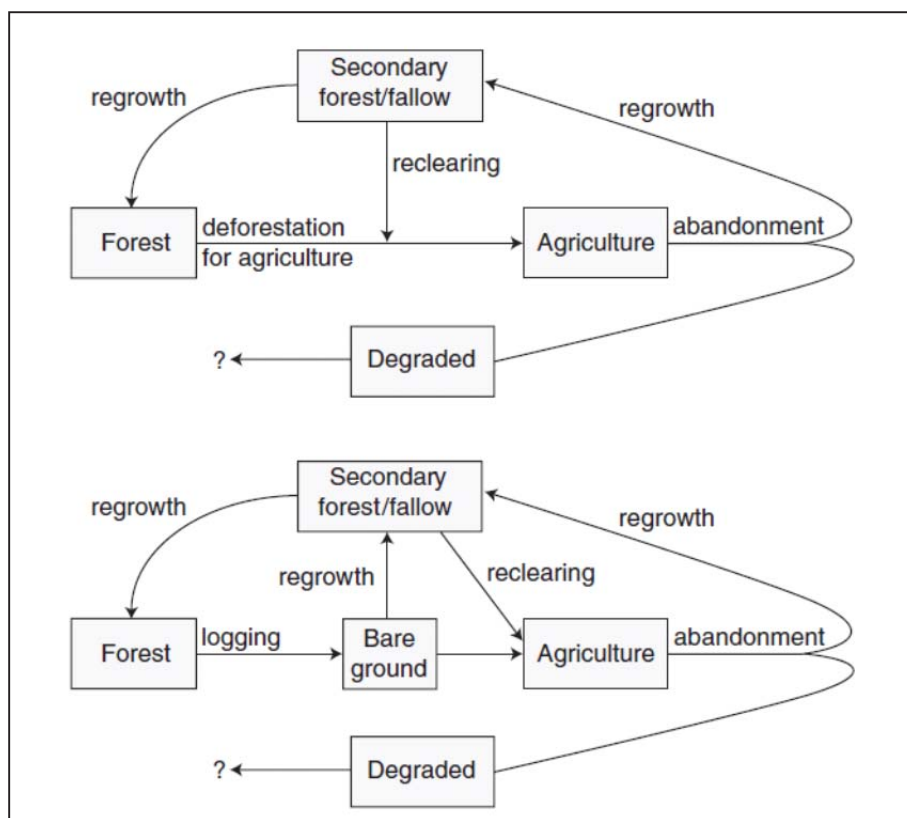 Secondary
forest/fallow
regrowth
regrowth
reclearing
Forest
deforestation
for agriculture
Agriculture
abandonment
?
Degraded
Secondary
forest/fallow
regrowth
regrowth
regrowth
reclearing
Forest
logging
Bare
ground
Agriculture
abandonment
?
Degraded